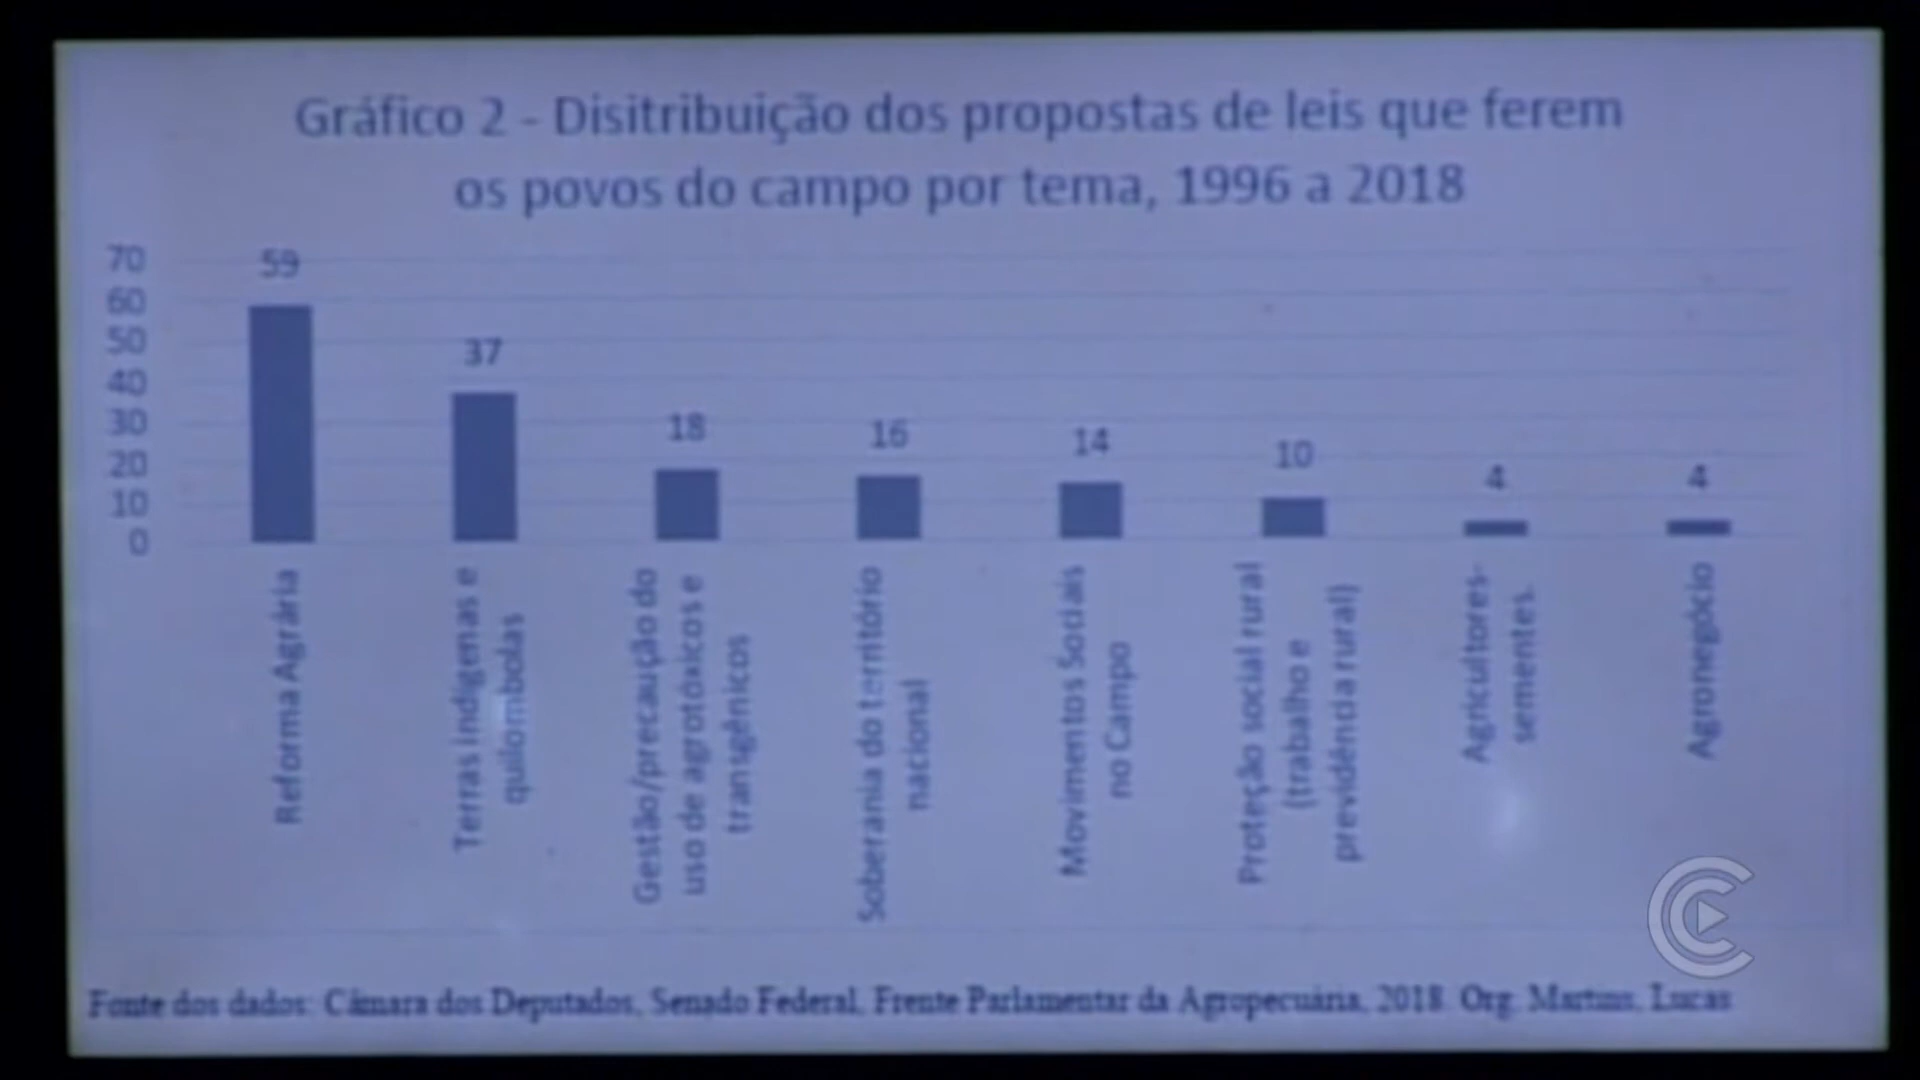 Gráfico 2 - Disitribuição dos propostas de leis que ferem
os povos do campo por tema, 1996 a 2018
70
60
50
40
30
20
10
0
59
37
18
16
14
10
4
4
Reforma Agrária
Terras indígenas e
quilombolas
Gestão/precaução do
uso de agrotóxicos e
transgênicos
Soberania do território
nacional
Movimentos Sociais
no Campo
Proteção social rural
(trabalho e
previdência rural)
Agricultores-
sementes.
Agronegócio
Fonte dos dados: Câmara dos Deputados, Senado Federal, Frente Parlamentar da Agropecuária, 2018. Org. Martins, Lucas